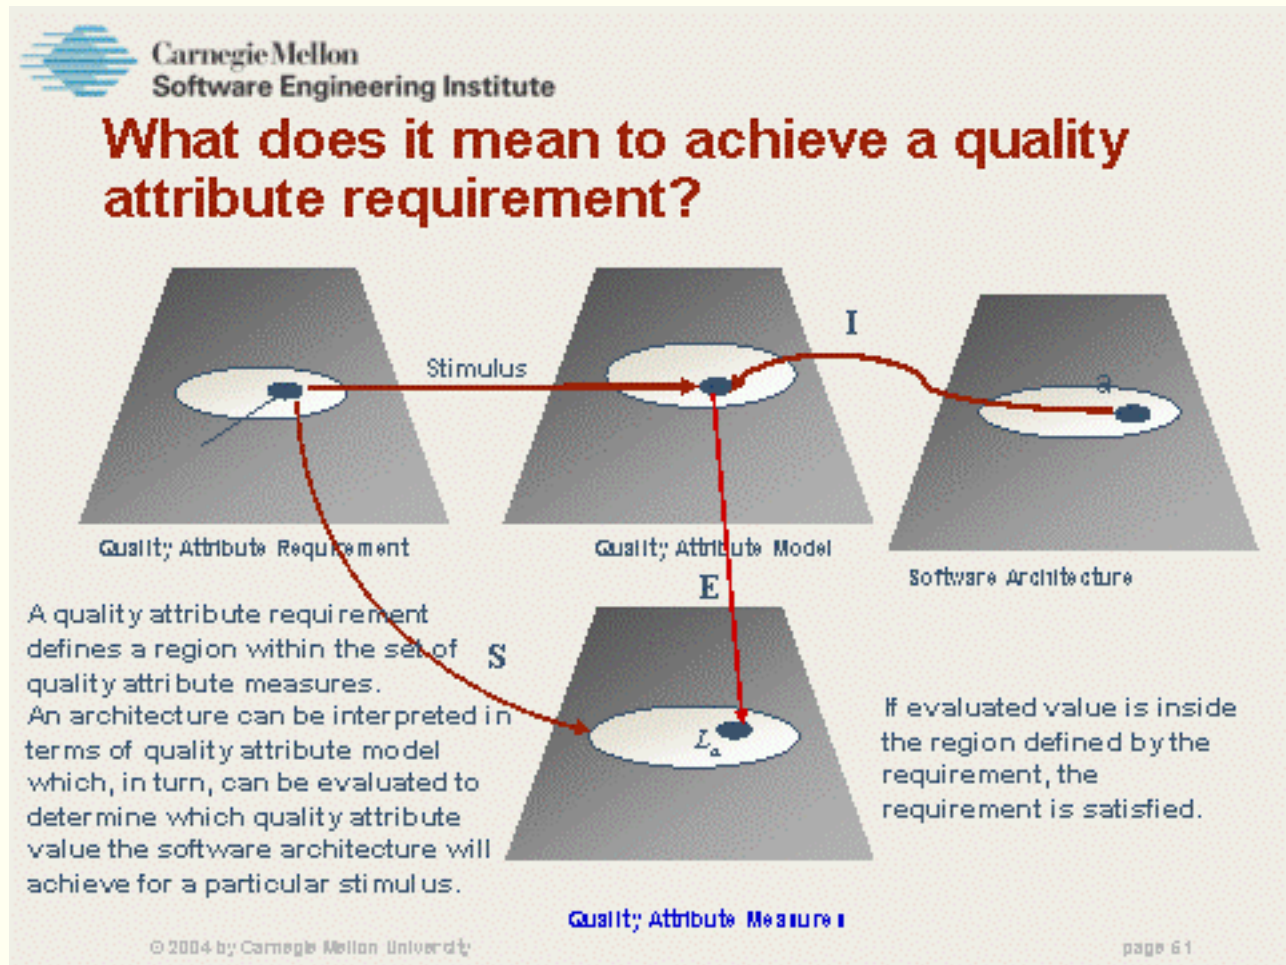 Carnegie Mellon
Software Engineering Institute
What does it mean to achieve a quality
attribute requirement?
I
Stimulus
a
Quality Attribute Requirement
Quality Attribute Model
Software Architecture
E
A quality attribute requirement
defines a region within the set of
quality attribute measures.
An architecture can be interpreted in
terms of quality attribute model
which, in turn, can be evaluated to
determine which quality attribute
value the software architecture will
achieve for a particular stimulus.
S
La
If evaluated value is inside
the region defined by the
requirement, the
requirement is satisfied.
Quality Attribute Measures
© 2004 by Carnegie Mellon University
page 61